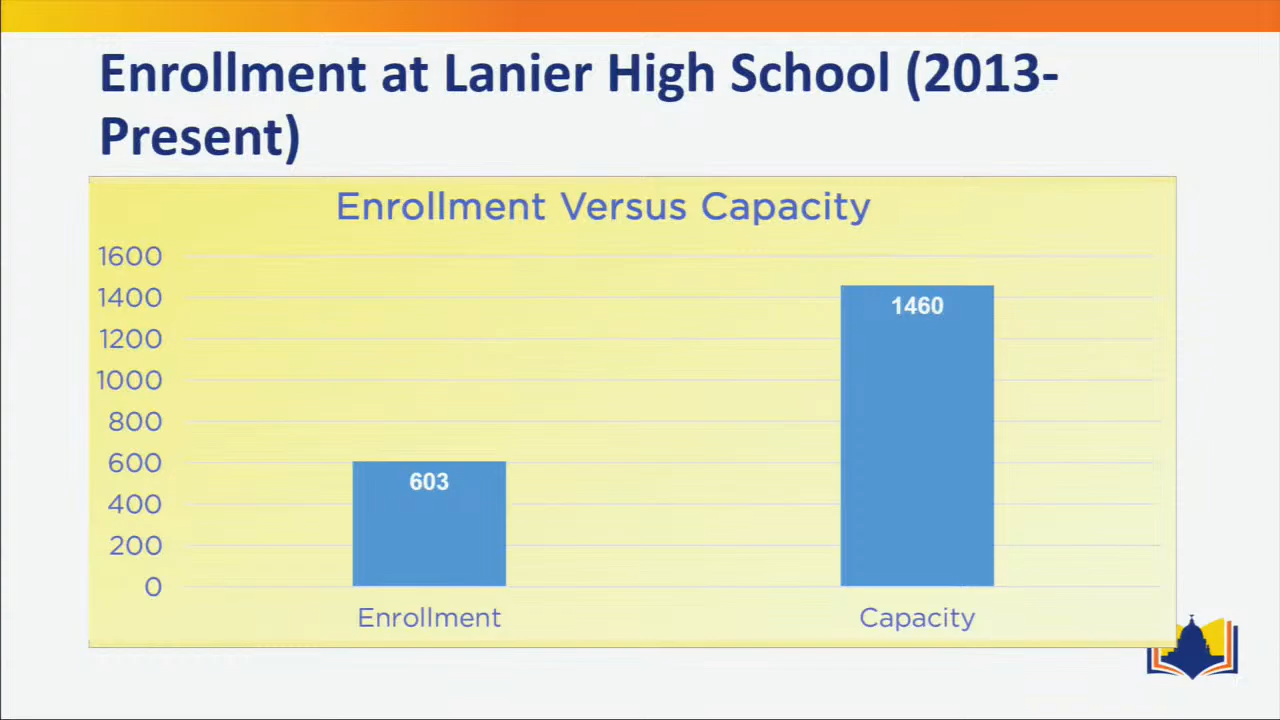 Enrollment at Lanier High School (2013-
Present)
Enrollment Versus Capacity
1600
1400
1200
1000
800
600
400
200
0
603
1460
Enrollment
Capacity